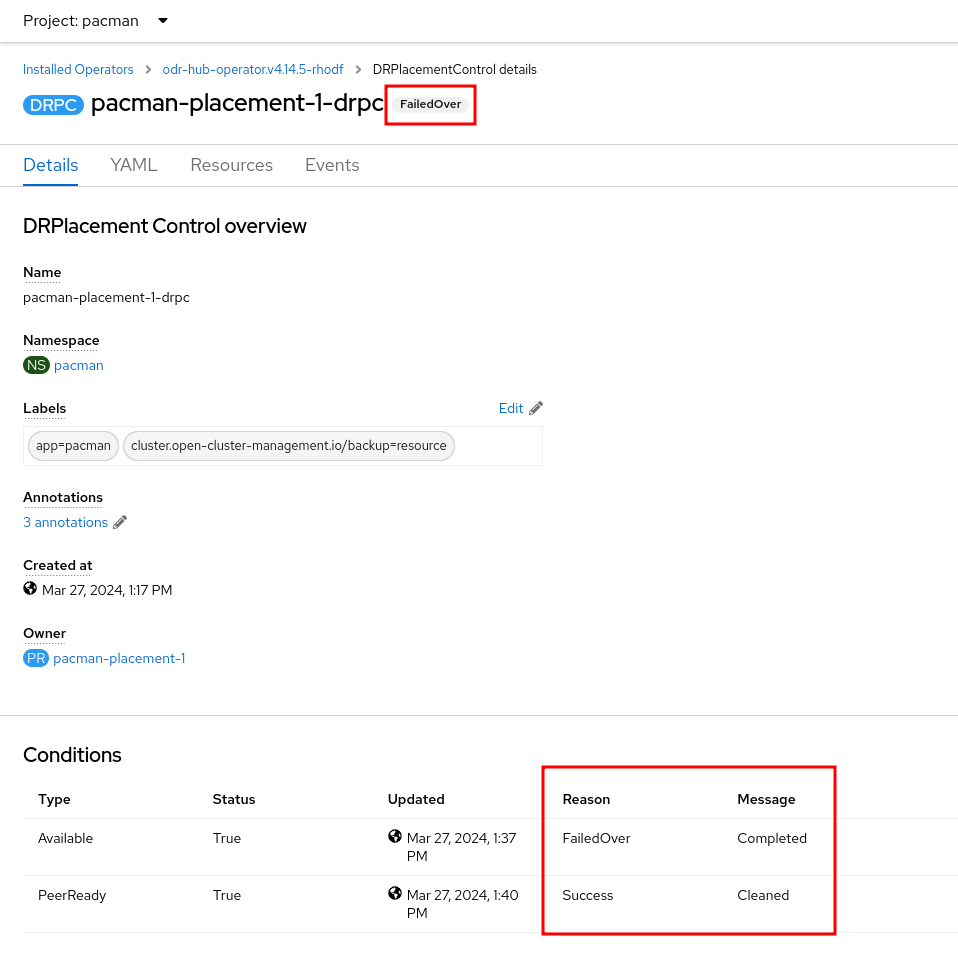 Project: pacman
Installed Operators > odr-hub-operator.v4.14.5-rhodf > DRPlacementControl details
DRPC pacman-placement-1-drpc FailedOver
Details YAML Resources Events
DRPlacement Control overview
Name
pacman-placement-1-drpc
Namespace
NS pacman
Labels
Edit
app=pacman cluster.open-cluster-management.io/backup=resource
Annotations
3 annotations
Created at
Mar 27, 2024, 1:17 PM
Owner
PR pacman-placement-1
Conditions
Type Status Updated Reason Message
Available True Mar 27, 2024, 1:37 FailedOver Completed
PM
PeerReady True Mar 27, 2024, 1:40 Success Cleaned
PM